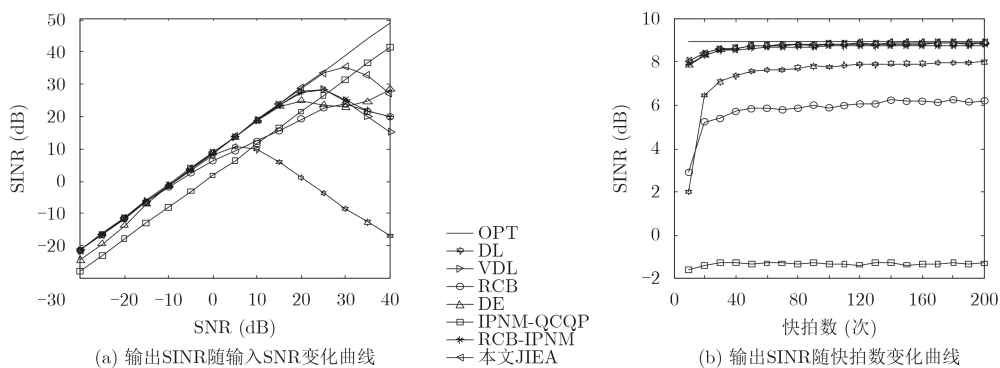 50
40
30
20
10
0
−10
−20
−30
−20
−10
0
10
20
30
40
SINR (dB)
SNR (dB)
(a) 输出SINR随输入SNR变化曲线
OPT
DL
VDL
RCB
DE
IPNM-QCQP
RCB-IPNM
本文JIEA
10
8
6
4
2
0
−2
0
40
80
120
160
200
SINR (dB)
快拍数 (次)
(b) 输出SINR随快拍数变化曲线